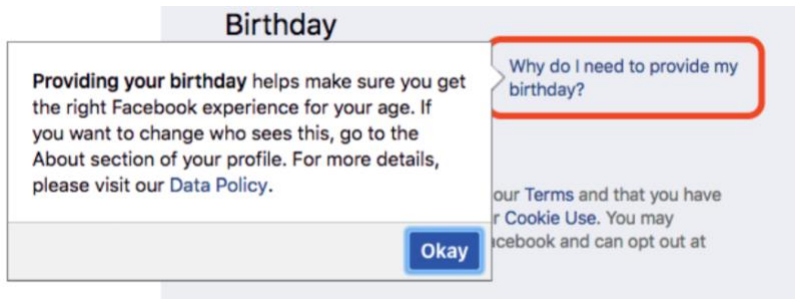 Birthday
Providing your birthday helps make sure you get
the right Facebook experience for your age. If
you want to change who sees this, go to the
About section of your profile. For more details,
please visit our Data Policy.
Okay
Why do I need to provide my
birthday?
our Terms and that you have
Cookie Use. You may
and can opt out at